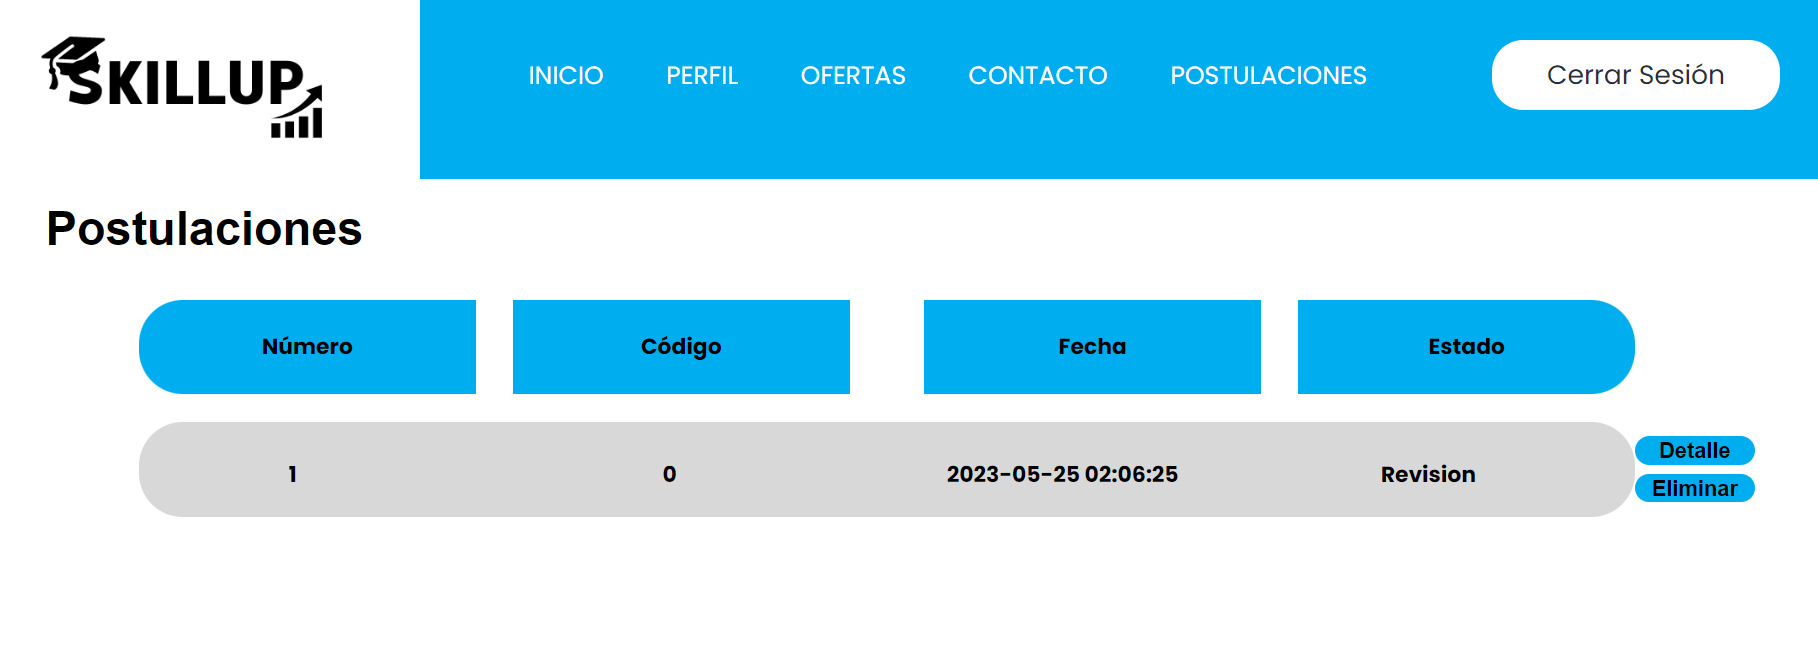 SKILLUP
INICIO PERFIL OFERTAS CONTACTO POSTULACIONES Cerrar Sesión
Postulaciones
Número Código Fecha Estado
1 0 2023-05-25 02:06:25 Revision
Detalle
Eliminar